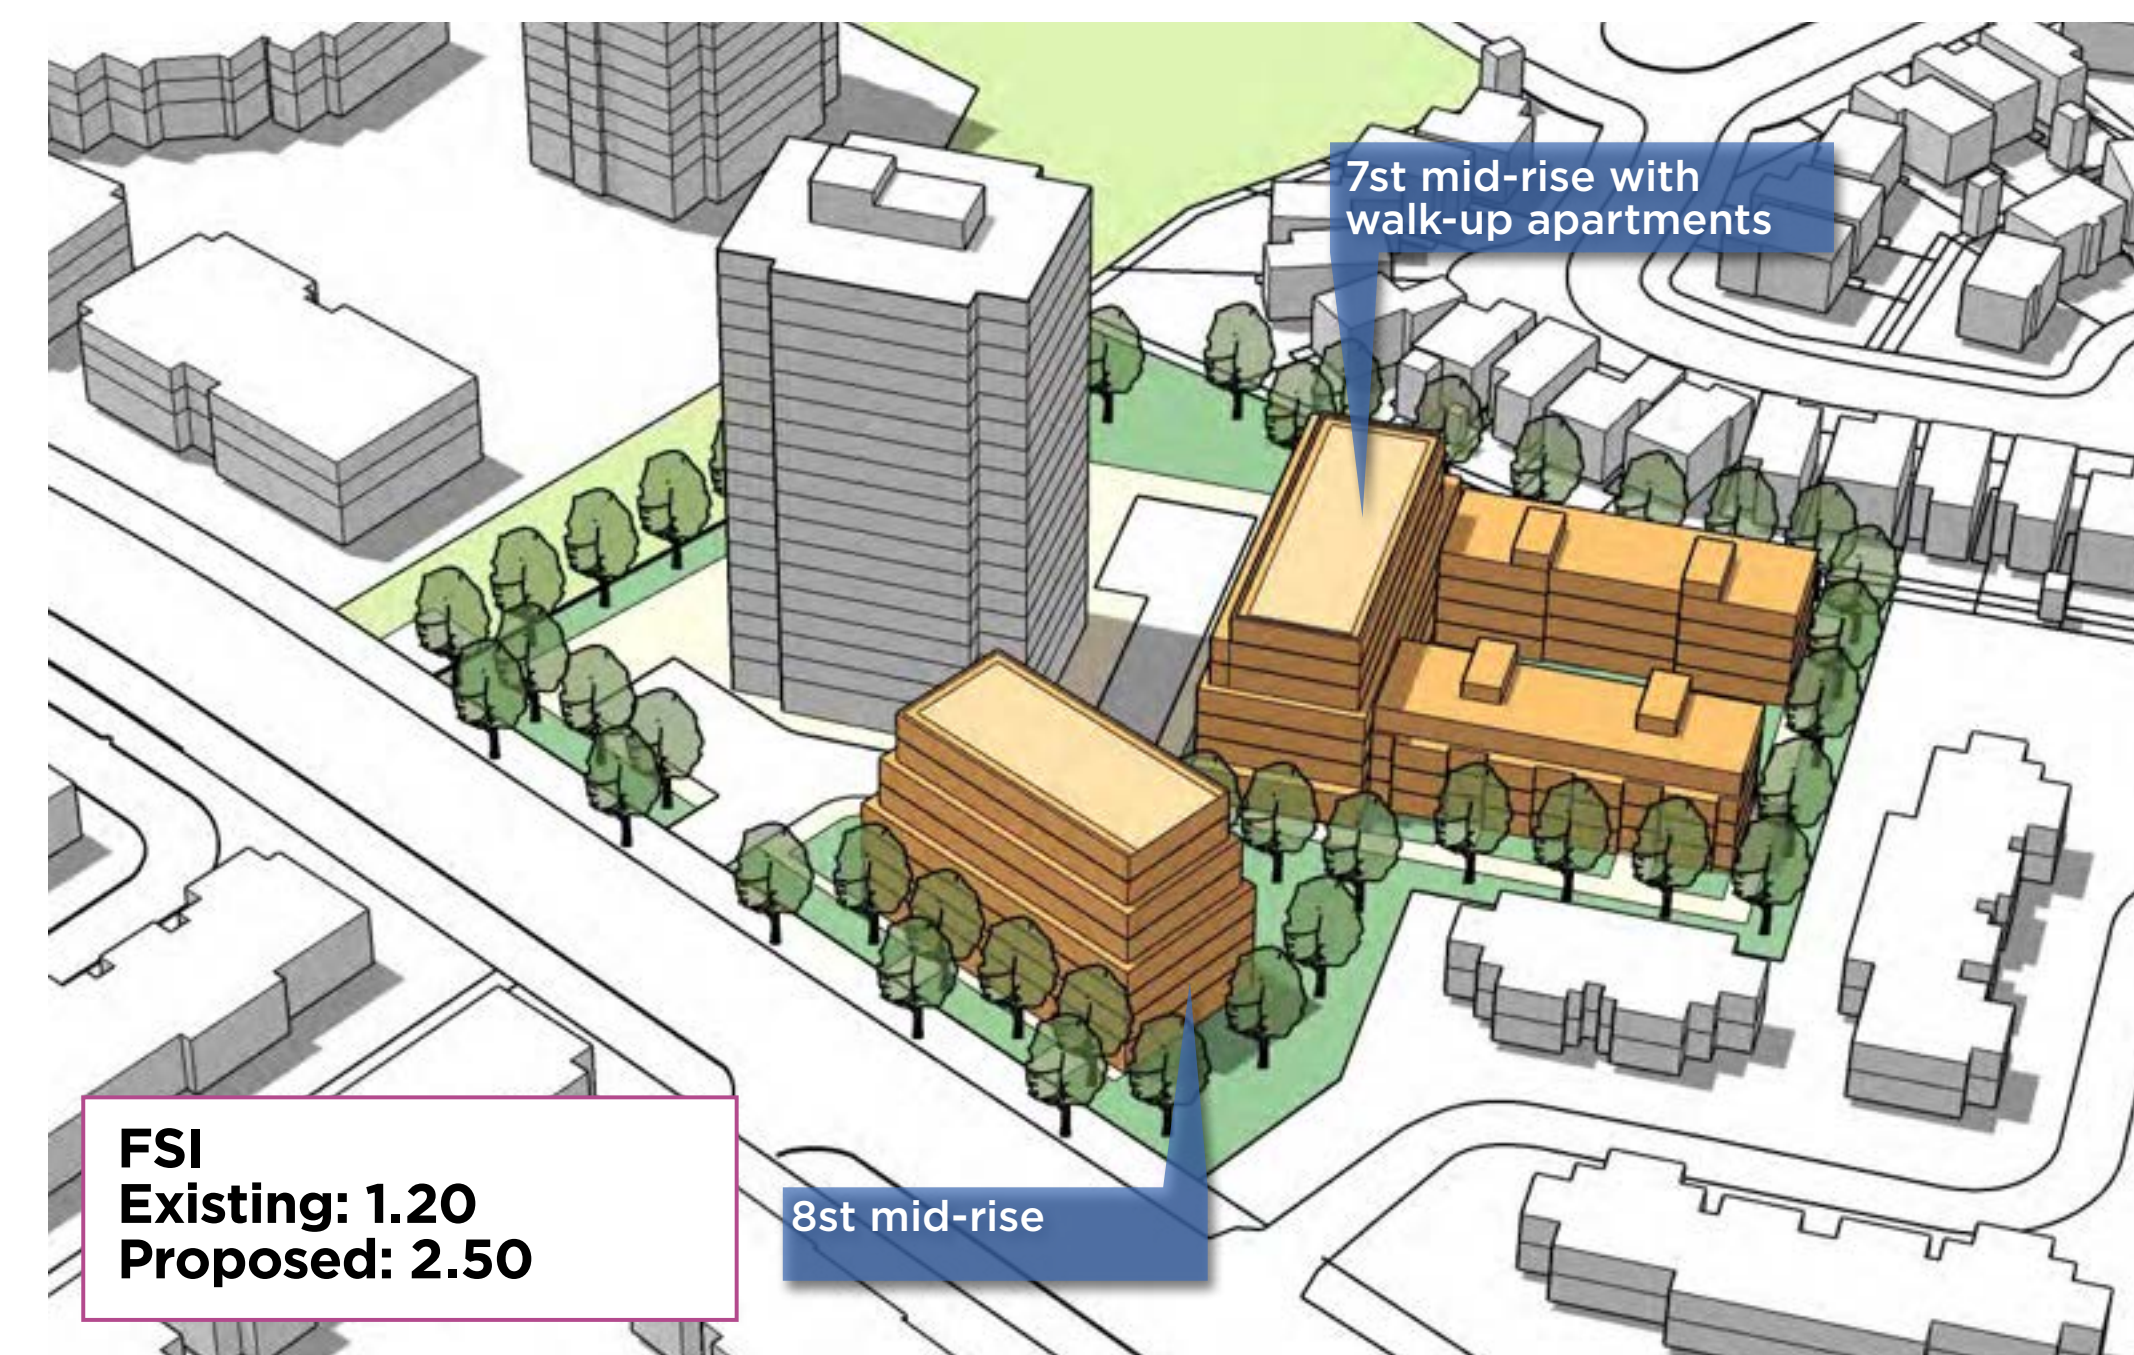 7st mid-rise with
walk-up apartments
FSI
Existing: 1.20
Proposed: 2.50
8st mid-rise